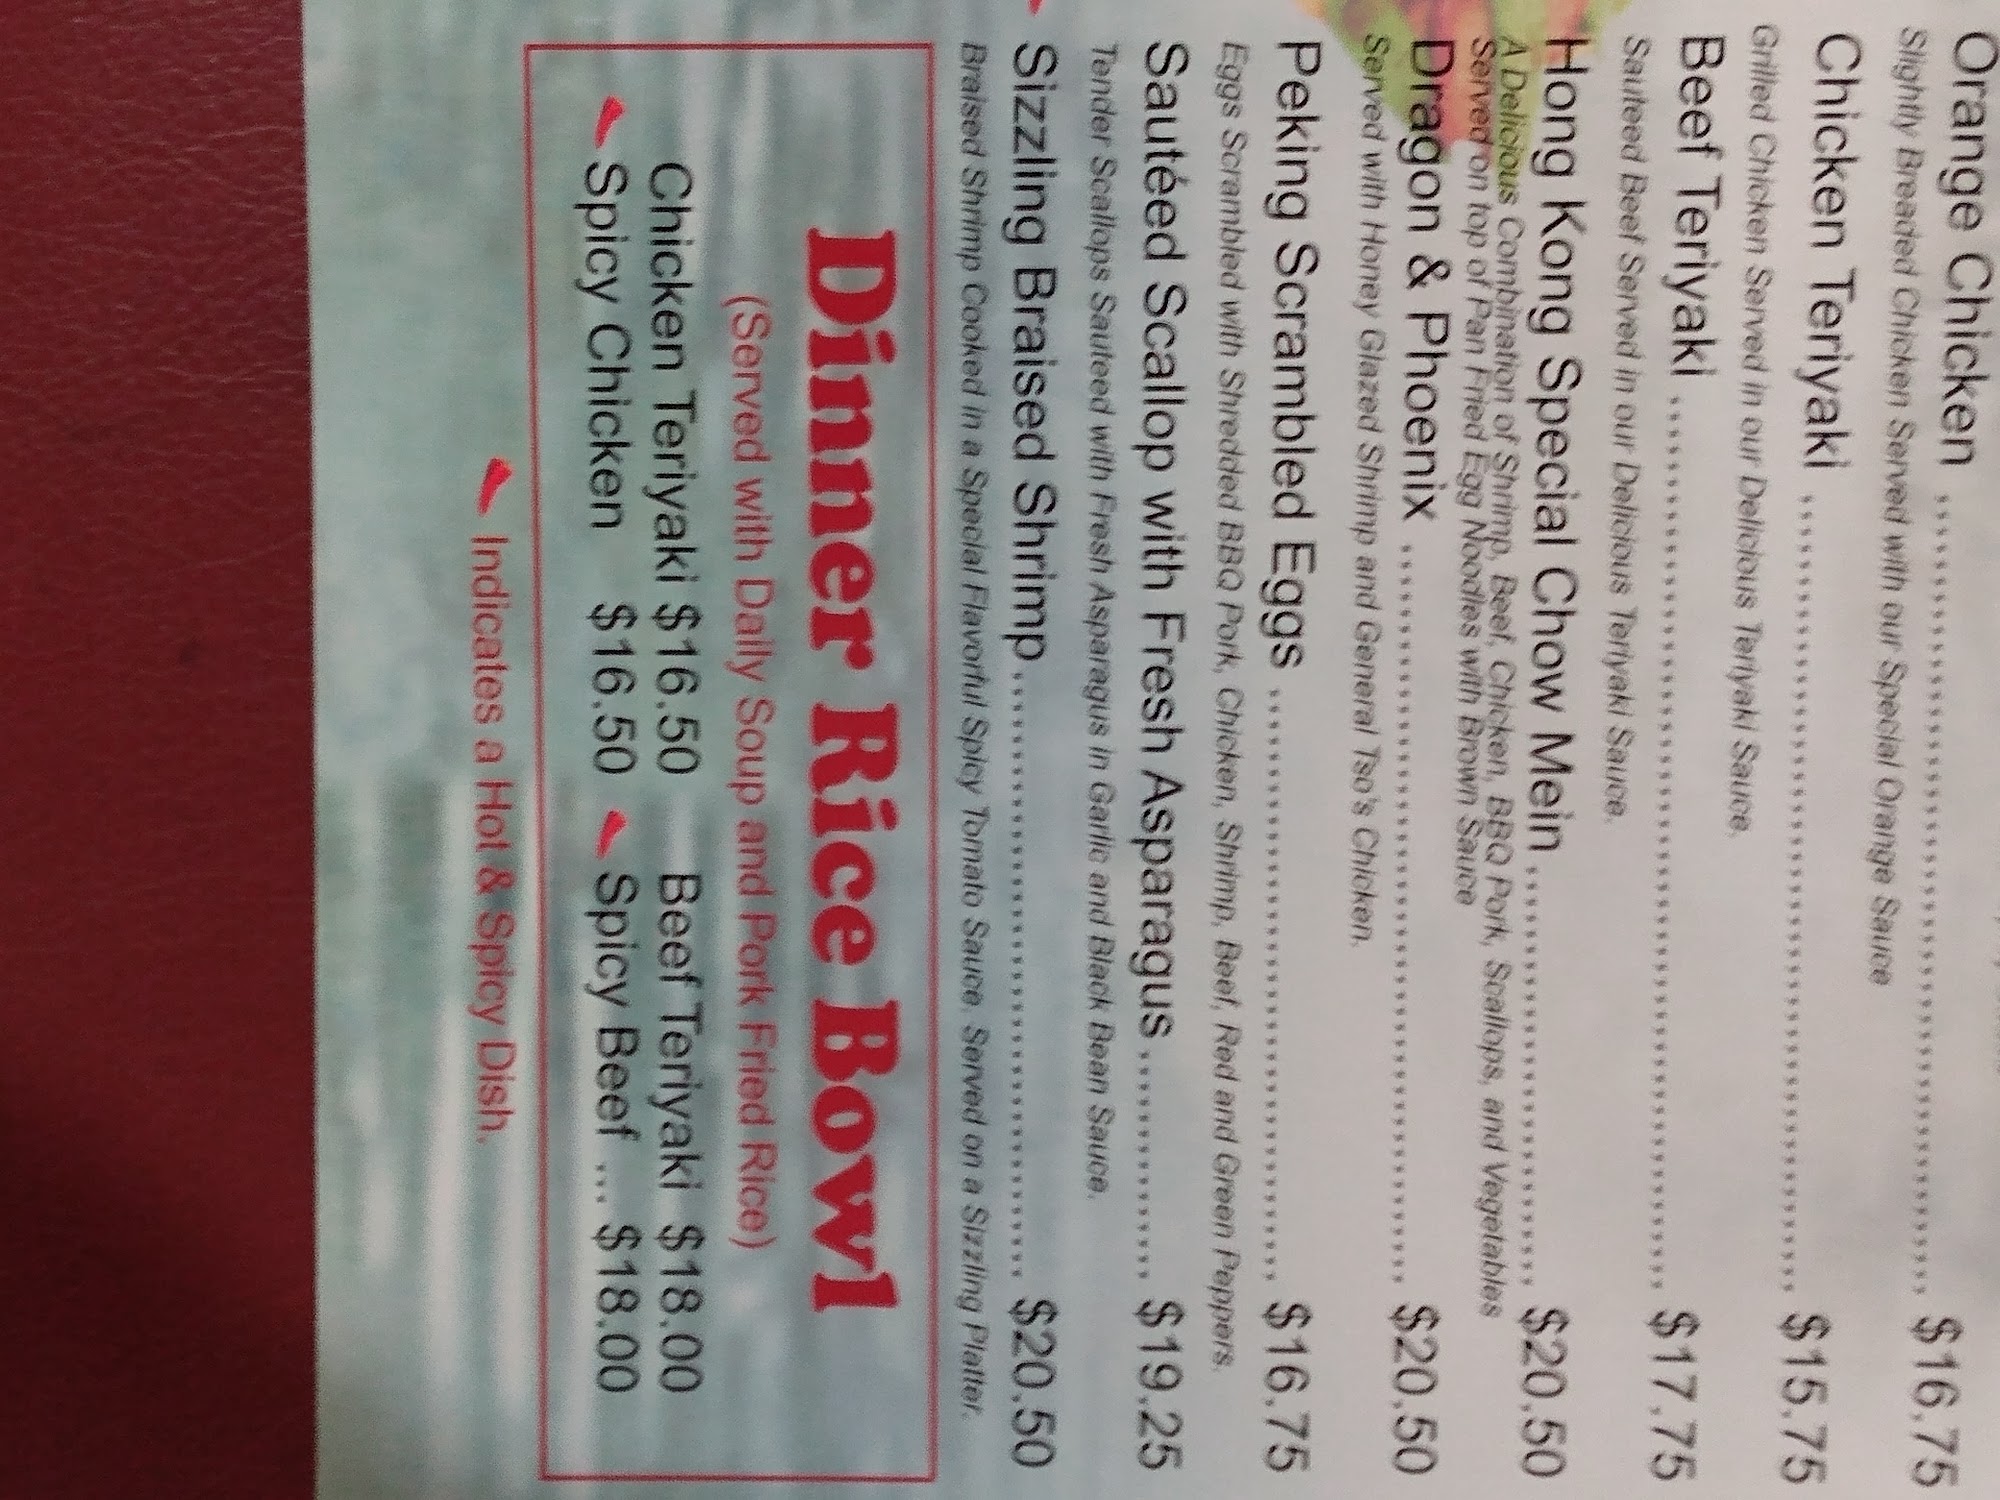 Orange Chicken ........ $16.75
Slightly Breaded Chicken Served with our Special Orange Sauce
Chicken Teriyaki ........ $15.75
Grilled Chicken Served in our Delicious Teriyaki Sauce.
Beef Teriyaki ........ $17.75
Sauteed Beef Served in our Delicious Teriyaki Sauce.
Hong Kong Special Chow Mein ........ $20.50
A Delicious Combination of Shrimp, Beef, Chicken, BBQ Pork, Scallops, and Vegetables
Served on top of Pan Fried Egg Noodles with Brown Sauce
Dragon & Phoenix ........ $20.50
Served with Honey Glazed Shrimp and General Tso's Chicken.
Peking Scrambled Eggs ........ $16.75
Eggs Scrambled with Shredded BBQ Pork, Chicken, Shrimp, Beef, Red and Green Peppers.
Sautéed Scallop with Fresh Asparagus ........ $19.25
Tender Scallops Sauteed with Fresh Asparagus in Garlic and Black Bean Sauce.
Sizzling Braised Shrimp ........ $20.50
Braised Shrimp Cooked in a Special Flavorful Spicy Tomato Sauce. Served on a Sizzling Platter.
Dinner Rice Bowl
(Served with Daily Soup and Pork Fried Rice)
Chicken Teriyaki $16.50 Beef Teriyaki $18.00
Spicy Chicken $16.50 Spicy Beef ... $18.00
Indicates a Hot & Spicy Dish.